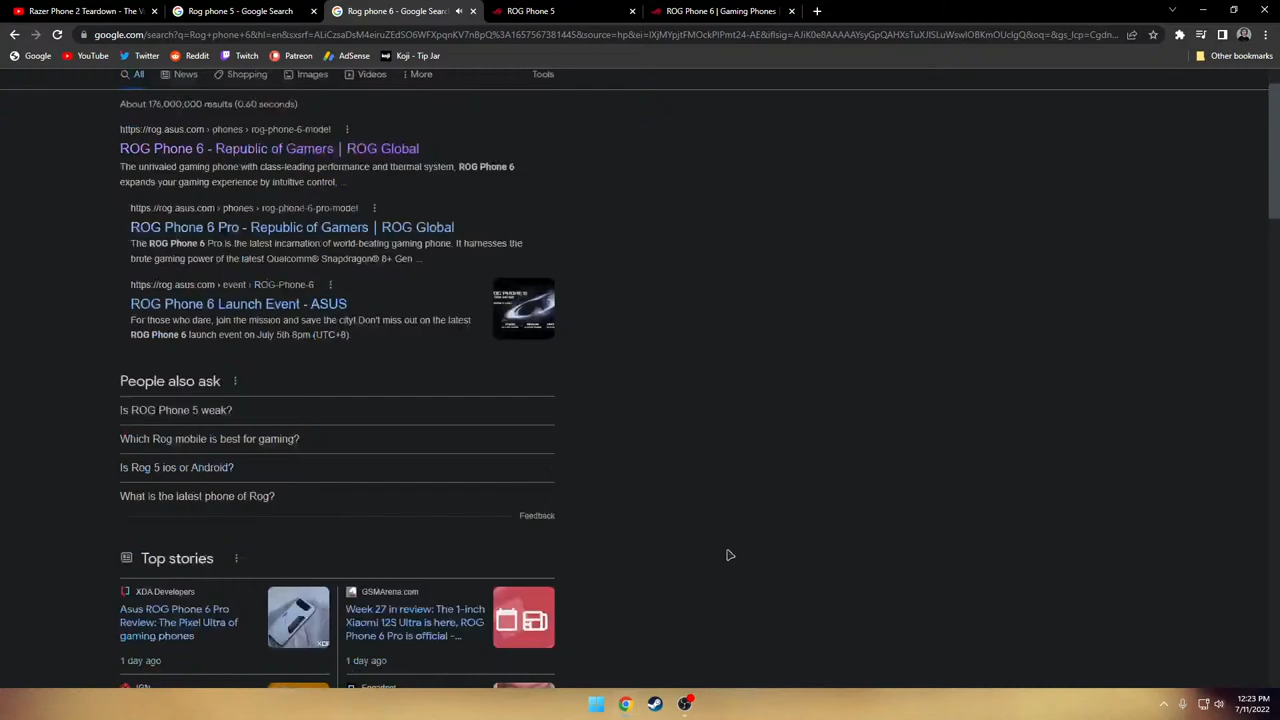 Razer Phone 2 Teardown - The V
Rog phone 5 - Google Search
Rog phone 6 - Google Searc
ROG Phone 5
ROG Phone 6 | Gaming Phones
Google
YouTube
Twitter
Reddit
Twitch
Patreon
AdSense
Koji - Tip Jar
Other bookmarks
All
News
Shopping
Images
Videos
More
Tools
About 176,000,000 results (0.60 seconds)
https://rog.asus.com › phones › rog-phone-6-model
ROG Phone 6 - Republic of Gamers | ROG Global
The unrivaled gaming phone with class-leading performance and thermal system, ROG Phone 6
expands your gaming experience by intuitive control, ...
https://rog.asus.com › phones › rog-phone-6-pro-model
ROG Phone 6 Pro - Republic of Gamers | ROG Global
The ROG Phone 6 Pro is the latest incarnation of world-beating gaming phone. It harnesses the
brute gaming power of the latest Qualcomm® Snapdragon® 8+ Gen ...
https://rog.asus.com › event › ROG-Phone-6
ROG Phone 6 Launch Event - ASUS
For those who dare, join the mission and save the city! Don't miss out on the latest
ROG Phone 6 launch event on July 5th 8pm (UTC+8)
People also ask
Is ROG Phone 5 weak?
Which Rog mobile is best for gaming?
Is Rog 5 ios or Android?
What is the latest phone of Rog?
Feedback
Top stories
XDA Developers
Asus ROG Phone 6 Pro
Review: The Pixel Ultra of
gaming phones
1 day ago
GSMArena.com
Week 27 in review: The 1-inch
Xiaomi 12S Ultra is here, ROG
Phone 6 Pro is official -...
1 day ago
IGN
Engadget
12:23 PM
7/11/2022